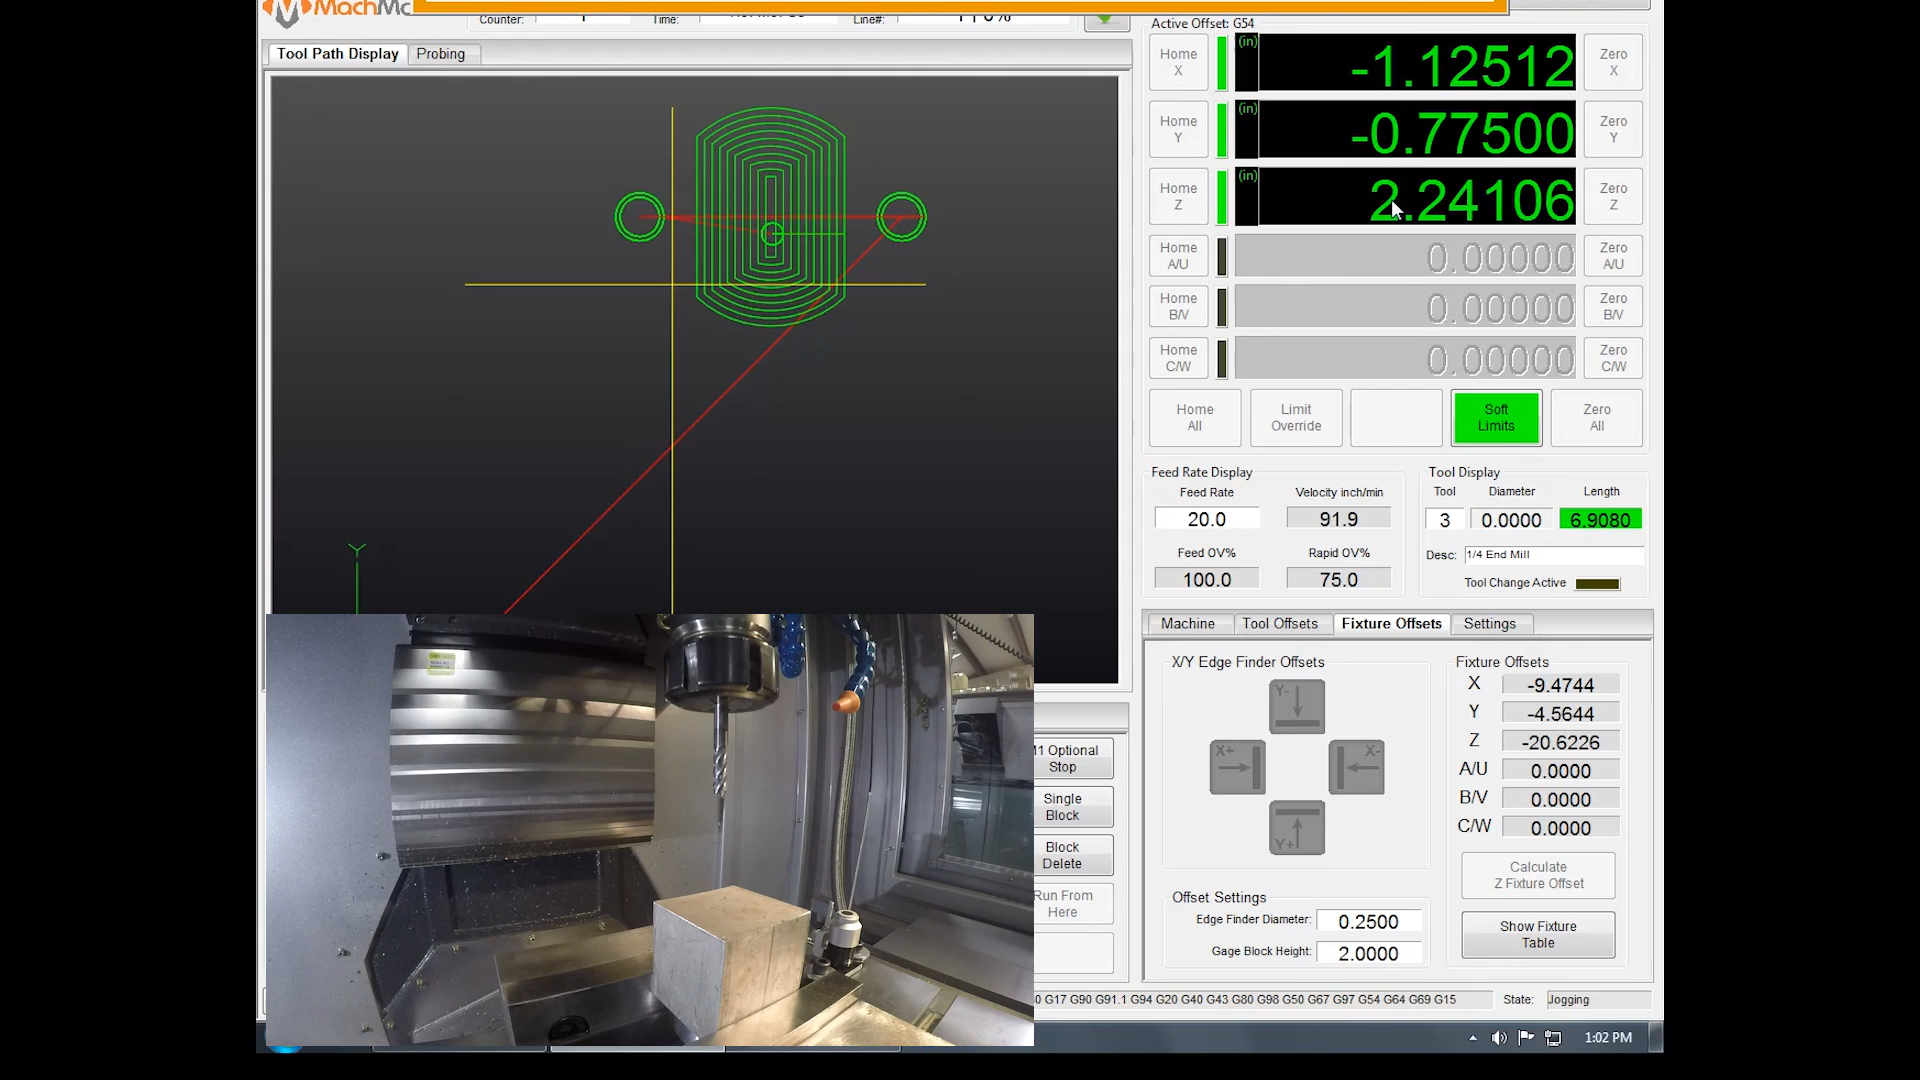 MachMo
Counter:
Time:
Line#:
Active Offset: G54
Tool Path Display
Probing
Home X
(in)
-1.12512
Zero X
Home Y
(in)
-0.77500
Zero Y
Home Z
(in)
2.24106
Zero Z
Home A/U
0.00000
Zero A/U
Home B/V
0.00000
Zero B/V
Home C/W
0.00000
Zero C/W
Home All
Limit Override
Soft Limits
Zero All
Feed Rate Display
Feed Rate
Velocity inch/min
20.0
91.9
Feed OV%
Rapid OV%
100.0
75.0
Tool Display
Tool
Diameter
Length
3
0.0000
6.9080
Desc:
1/4 End Mill
Tool Change Active
Y
Machine
Tool Offsets
Fixture Offsets
Settings
X/Y Edge Finder Offsets
Y-
X+
X-
Y+
Fixture Offsets
X
-9.4744
Y
-4.5644
Z
-20.6226
A/U
0.0000
B/V
0.0000
C/W
0.0000
Calculate
Z Fixture Offset
Show Fixture
Table
Offset Settings
Edge Finder Diameter:
0.2500
Gage Block Height:
2.0000
M1 Optional
Stop
Single
Block
Block
Delete
Run From
Here
0 G17 G90 G91.1 G94 G20 G40 G43 G80 G98 G50 G67 G97 G54 G64 G69 G15
State:
Jogging
1:02 PM